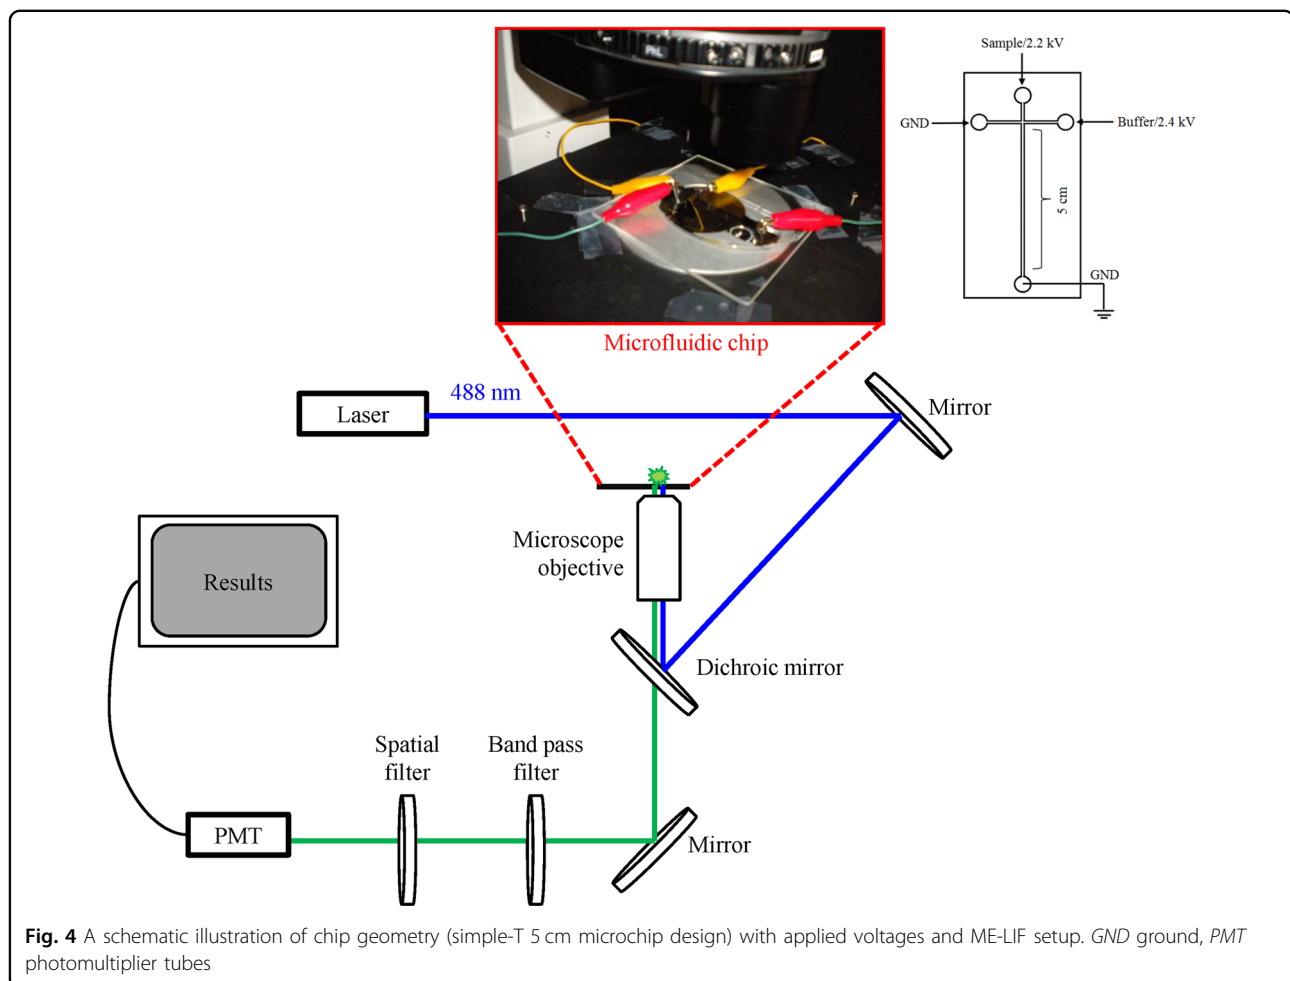 PhL
Sample/2.2 kV
GND
Buffer/2.4 kV
5 cm
GND
Microfluidic chip
488 nm
Laser
Mirror
Microscope
objective
Results
Dichroic mirror
Spatial
filter
Band pass
filter
PMT
Mirror
Fig. 4 A schematic illustration of chip geometry (simple-T 5 cm microchip design) with applied voltages and ME-LIF setup. GND ground, PMT
photomultiplier tubes